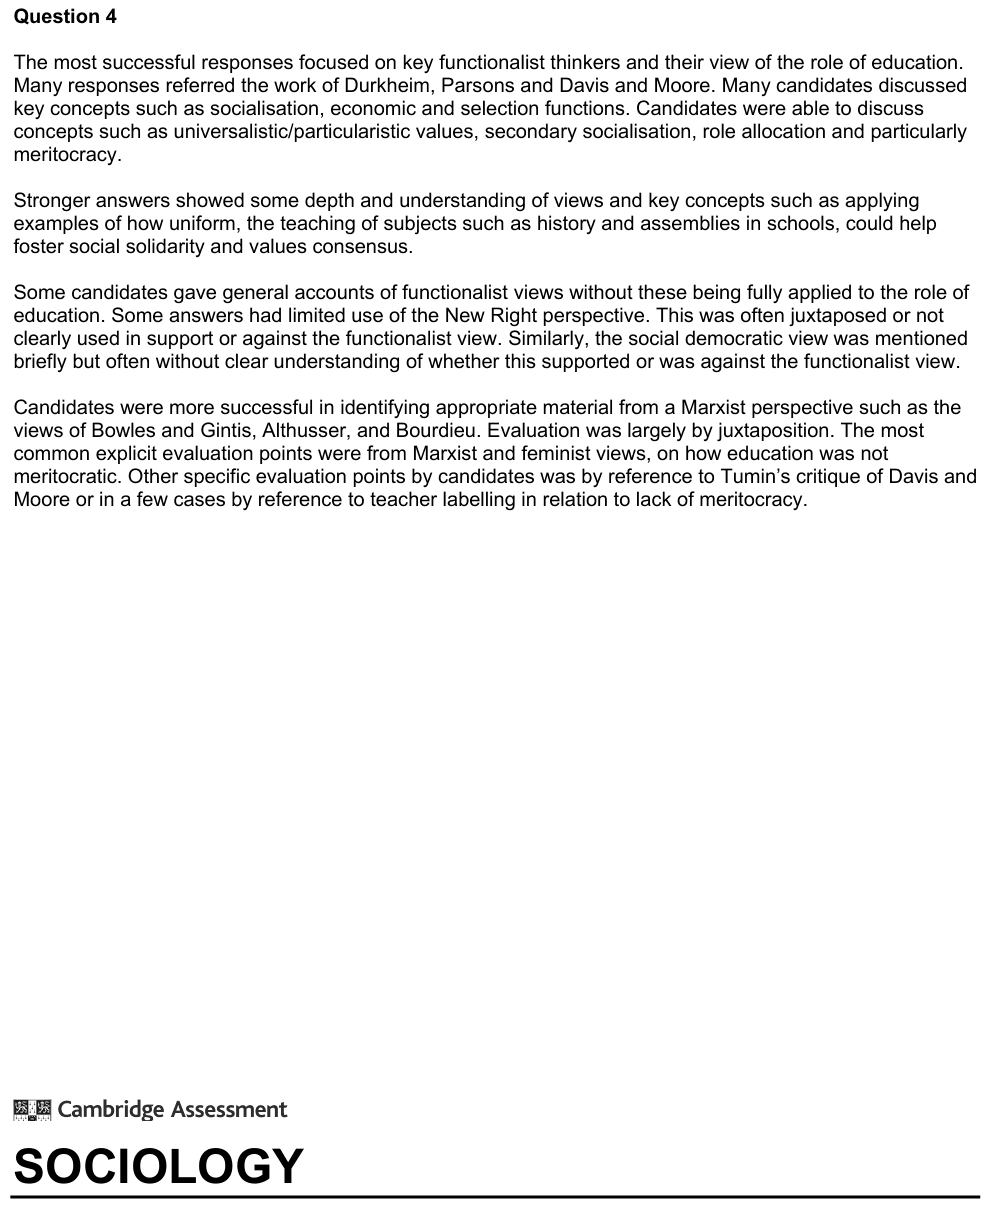 Question 4
The most successful responses focused on key functionalist thinkers and their view of the role of education.
Many responses referred the work of Durkheim, Parsons and Davis and Moore. Many candidates discussed
key concepts such as socialisation, economic and selection functions. Candidates were able to discuss
concepts such as universalistic/particularistic values, secondary socialisation, role allocation and particularly
meritocracy.
Stronger answers showed some depth and understanding of views and key concepts such as applying
examples of how uniform, the teaching of subjects such as history and assemblies in schools, could help
foster social solidarity and values consensus.
Some candidates gave general accounts of functionalist views without these being fully applied to the role of
education. Some answers had limited use of the New Right perspective. This was often juxtaposed or not
clearly used in support or against the functionalist view. Similarly, the social democratic view was mentioned
briefly but often without clear understanding of whether this supported or was against the functionalist view.
Candidates were more successful in identifying appropriate material from a Marxist perspective such as the
views of Bowles and Gintis, Althusser, and Bourdieu. Evaluation was largely by juxtaposition. The most
common explicit evaluation points were from Marxist and feminist views, on how education was not
meritocratic. Other specific evaluation points by candidates was by reference to Tumin's critique of Davis and
Moore or in a few cases by reference to teacher labelling in relation to lack of meritocracy.
Cambridge Assessment
SOCIOLOGY